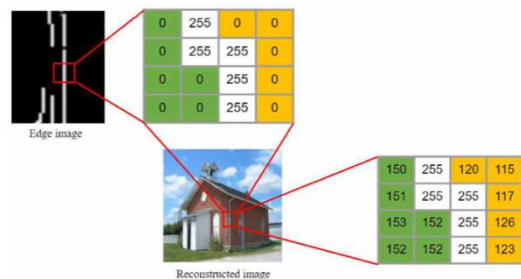 0 255 0 0
0 255 255 0
0 0 255 0
0 0 255 0
Edge image
150 255 120 115
151 255 255 117
153 152 255 126
152 152 255 123
Reconstructed image